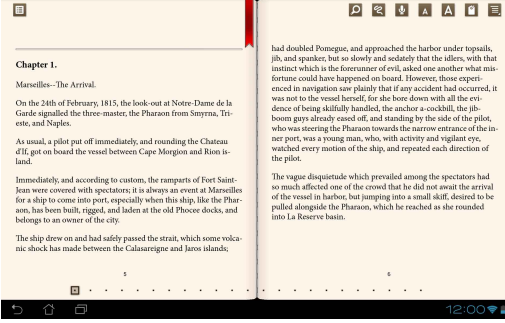 Chapter 1.
Marseilles--The Arrival.
On the 24th of February, 1815, the look-out at Notre-Dame de la
Garde signalled the three-master, the Pharaon from Smyrna, Tri-
este, and Naples.
As usual, a pilot put off immediately, and rounding the Chateau
d'If, got on board the vessel between Cape Morgion and Rion is-
land.
Immediately, and according to custom, the ramparts of Fort Saint-
Jean were covered with spectators; it is always an event at Marseilles
for a ship to come into port, especially when this ship, like the Phar-
aon, has been built, rigged, and laden at the old Phocee docks, and
belongs to an owner of the city.
The ship drew on and had safely passed the strait, which some volca-
nic shock has made between the Calasareigne and Jaros islands;
5
had doubled Pomegue, and approached the harbor under topsails,
jib, and spanker, but so slowly and sedately that the idlers, with that
instinct which is the forerunner of evil, asked one another what mis-
fortune could have happened on board. However, those experi-
enced in navigation saw plainly that if any accident had occurred, it
was not to the vessel herself, for she bore down with all the evi-
dence of being skilfully handled, the anchor a-cockbill, the jib-
boom guys already eased off, and standing by the side of the pilot,
who was steering the Pharaon towards the narrow entrance of the in-
ner port, was a young man, who, with activity and vigilant eye,
watched every motion of the ship, and repeated each direction of
the pilot.
The vague disquietude which prevailed among the spectators had
so much affected one of the crowd that he did not await the arrival
of the vessel in harbor, but jumping into a small skiff, desired to be
pulled alongside the Pharaon, which he reached as she rounded
into La Reserve basin.
6
A
A
12:00